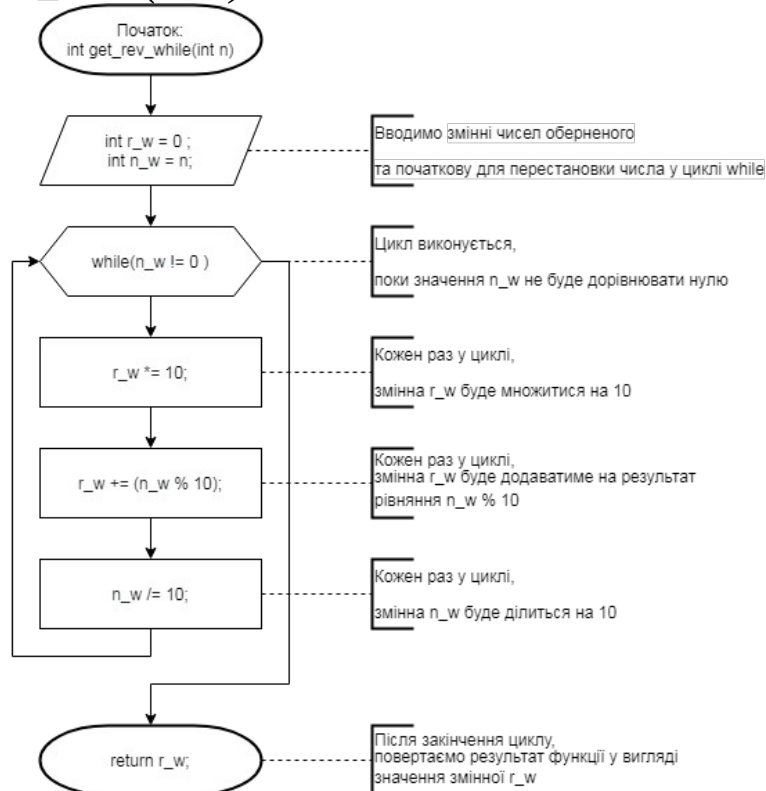 Початок:
int get_rev_while(int n)
int r_w = 0 ;
int n_w = n;
Вводимо змінні чисел оберненого
та початкову для перестановки числа у циклі while
while(n_w != 0 )
Цикл виконується,
поки значення n_w не буде дорівнювати нулю
r_w *= 10;
Кожен раз у циклі,
змінна r_w буде множитися на 10
r_w += (n_w % 10);
Кожен раз у циклі,
змінна r_w буде додаватиме на результат
рівняння n_w % 10
n_w /= 10;
Кожен раз у циклі,
змінна n_w буде ділиться на 10
return r_w;
Після закінчення циклу,
повертаємо результат функції у вигляді
значення змінної r_w